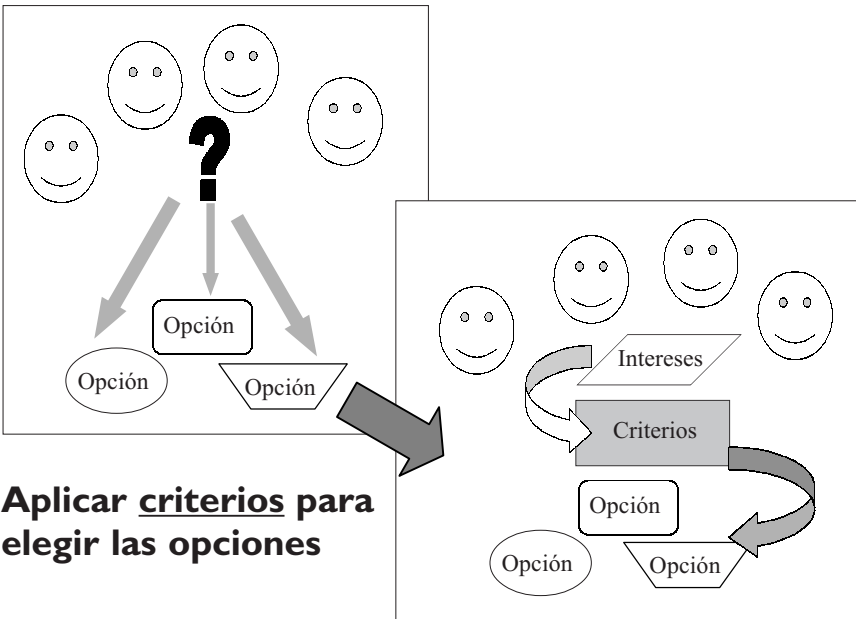 ?
Opción
Opción
Opción
Intereses
Criterios
Opción
Opción
Opción
Aplicar criterios para
elegir las opciones